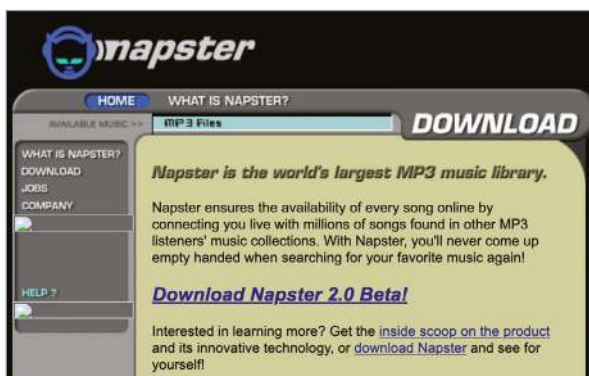 napster
HOME WHAT IS NAPSTER?
AVAILABLE MUSIC >> MP3 Files
DOWNLOAD
WHAT IS NAPSTER?
DOWNLOAD
JOBS
COMPANY
HELP ?
Napster is the world's largest MP3 music library.
Napster ensures the availability of every song online by
connecting you live with millions of songs found in other MP3
listeners' music collections. With Napster, you'll never come up
empty handed when searching for your favorite music again!
Download Napster 2.0 Beta!
Interested in learning more? Get the inside scoop on the product
and its innovative technology, or download Napster and see for
yourself!